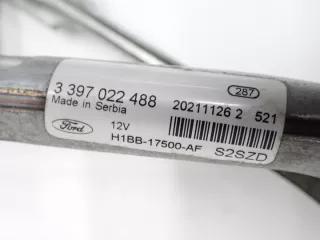 287
3 397 022 488
Made in Serbia
20211126 2 521
Ford
12V
H1BB-17500-AF
S2SZD